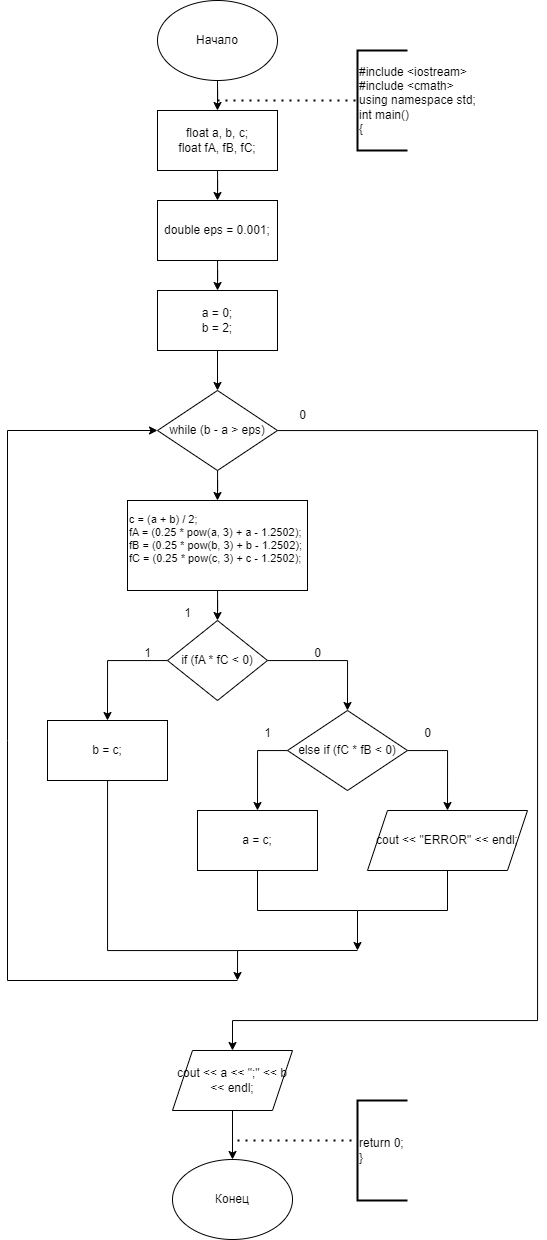 Начало
#include <iostream>
#include <cmath>
using namespace std;
int main()
{
float a, b, c;
float fA, fB, fC;
double eps = 0.001;
a = 0;
b = 2;
while (b - a > eps)
0
c = (a + b) / 2;
fA = (0.25 * pow(a, 3) + a - 1.2502);
fB = (0.25 * pow(b, 3) + b - 1.2502);
fC = (0.25 * pow(c, 3) + c - 1.2502);
1
if (fA * fC < 0)
1
0
b = c;
else if (fC * fB < 0)
1
0
a = c;
cout << "ERROR" << endl;
cout << a << ";" << b
<< endl;
return 0;
}
Конец